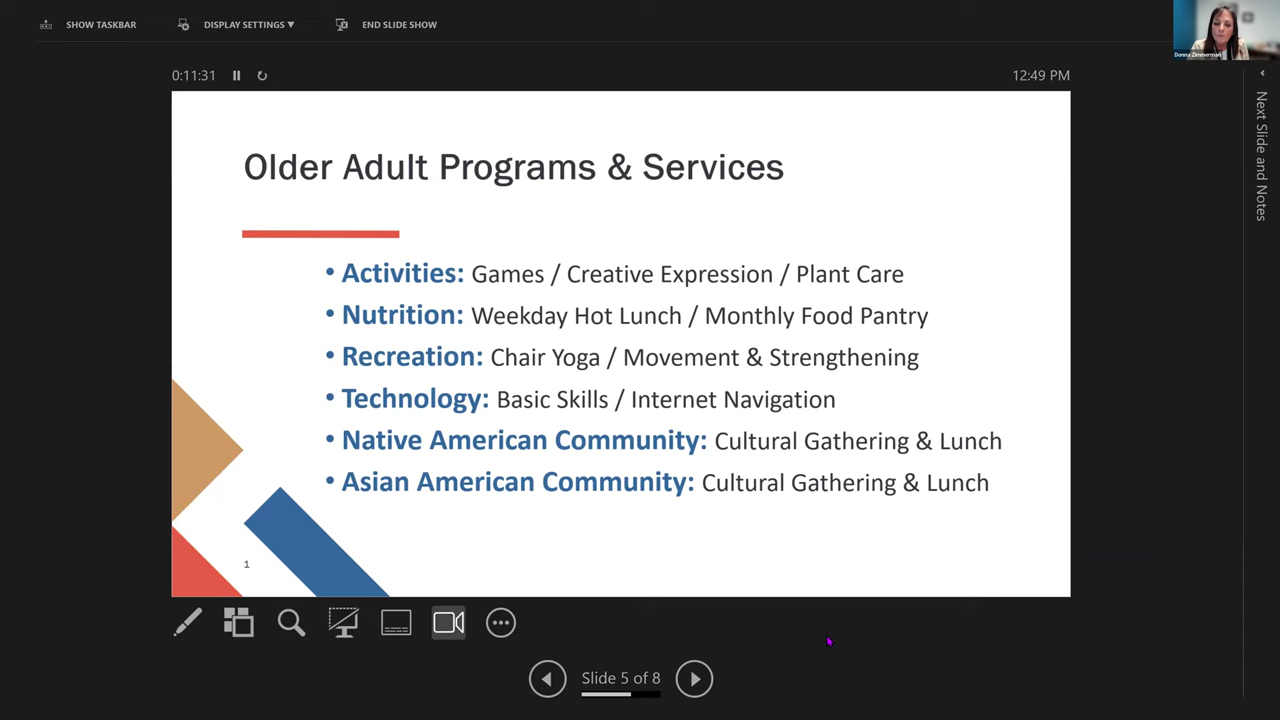 SHOW TASKBAR DISPLAY SETTINGS ▼ END SLIDE SHOW
Donna Zimmerman
0:11:31 12:49 PM
Older Adult Programs & Services
• Activities: Games / Creative Expression / Plant Care
• Nutrition: Weekday Hot Lunch / Monthly Food Pantry
• Recreation: Chair Yoga / Movement & Strengthening
• Technology: Basic Skills / Internet Navigation
• Native American Community: Cultural Gathering & Lunch
• Asian American Community: Cultural Gathering & Lunch
1
Slide 5 of 8
Next Slide and Notes